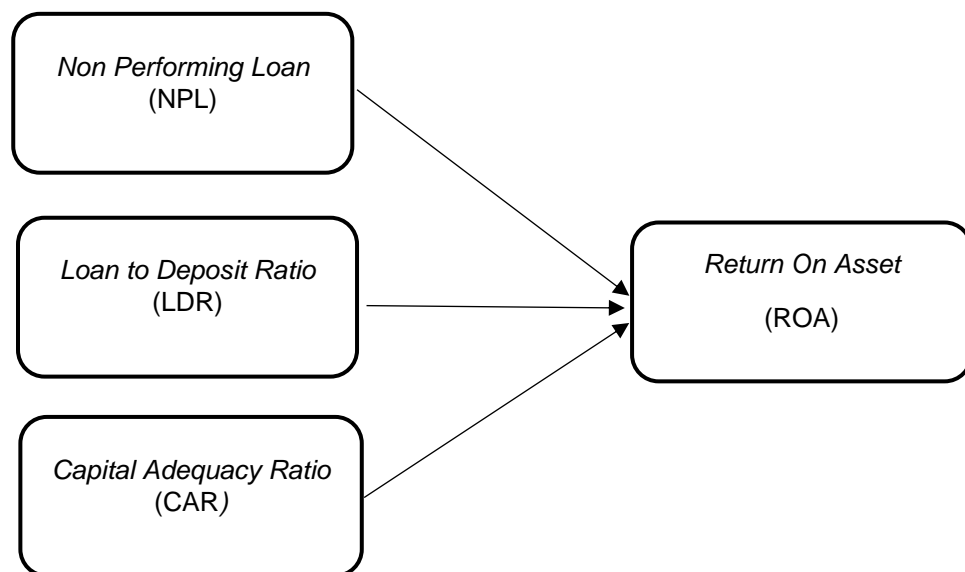 Non Performing Loan
(NPL)
Loan to Deposit Ratio
(LDR)
Capital Adequacy Ratio
(CAR)
Return On Asset
(ROA)